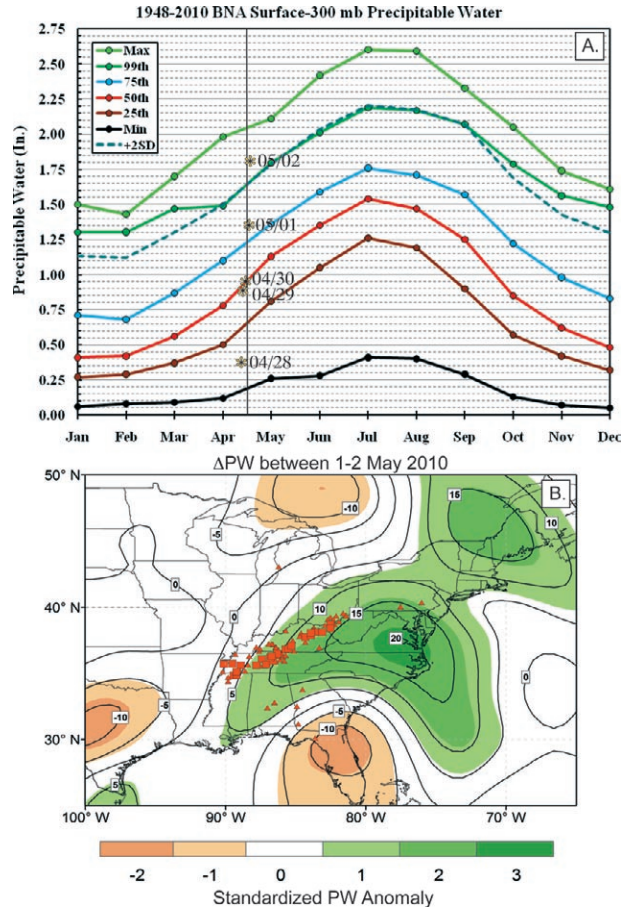 1948-2010 BNA Surface-300 mb Precipitable Water
A.
Max
99th
75th
50th
25th
Min
+2SD
Precipitable Water (In.)
2.75
2.50
2.25
2.00
1.75
1.50
1.25
1.00
0.75
0.50
0.25
0.00
05/02
05/01
04/30
04/29
04/28
Jan Feb Mar Apr May Jun Jul Aug Sep Oct Nov Dec
ΔPW between 1-2 May 2010
B.
50° N
40° N
30° N
-10
15
-5
10
0
0
10
15
20
5
0
-5
-5
-10
-10
5
100° W 90° W 80° W 70° W
-2 -1 0 1 2 3
Standardized PW Anomaly